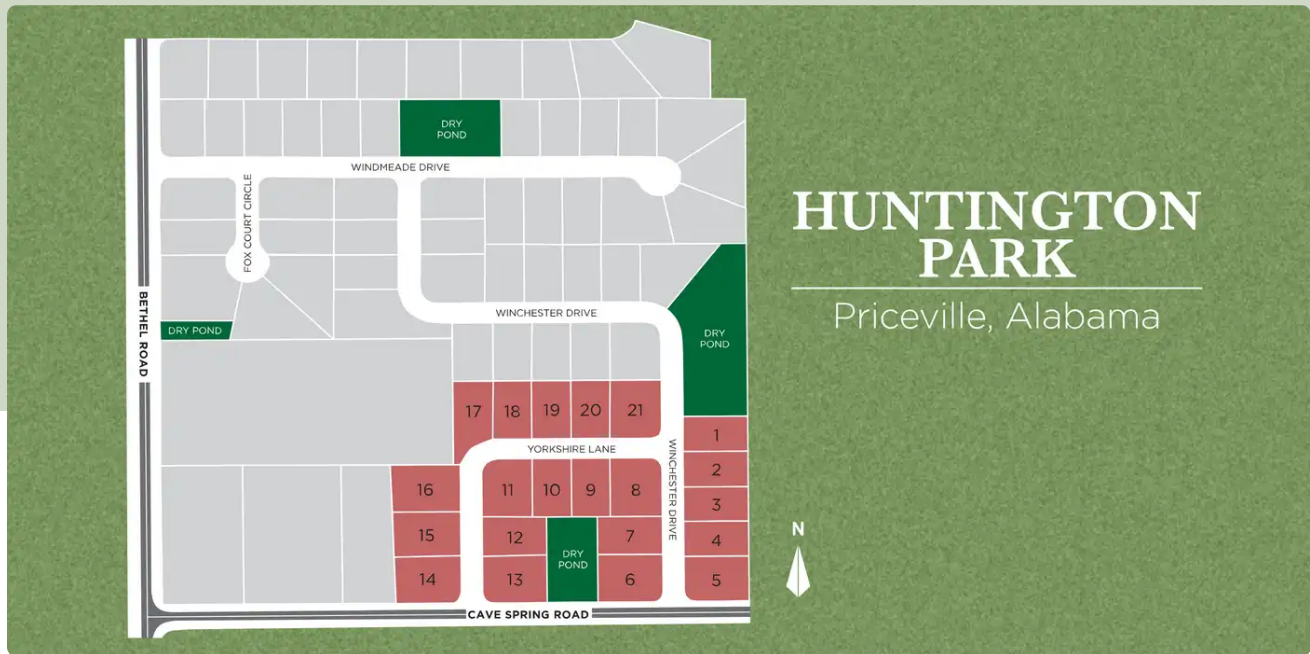 HUNTINGTON
PARK
Priceville, Alabama
N
DRY
POND
WINDMEADE DRIVE
FOX COURT CIRCLE
BETHEL ROAD
DRY POND
WINCHESTER DRIVE
DRY
POND
17
18
19
20
21
YORKSHIRE LANE
WINCHESTER DRIVE
1
2
3
4
5
16
15
14
11
10
9
8
12
7
13
DRY
POND
6
CAVE SPRING ROAD